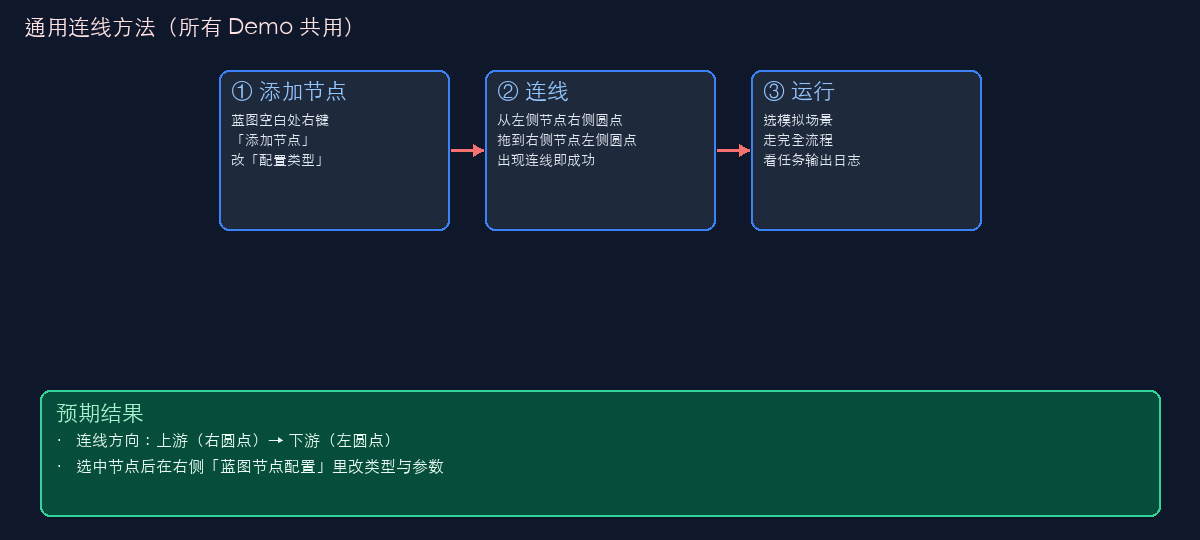 通用连线方法（所有 Demo 共用）
① 添加节点
蓝图空白处右键
「添加节点」
改「配置类型」
② 连线
从左侧节点右侧圆点
拖到右侧节点左侧圆点
出现连线即成功
③ 运行
选模拟场景
走完全流程
看任务输出日志
预期结果
· 连线方向：上游（右圆点）→ 下游（左圆点）
· 选中节点后在右侧「蓝图节点配置」里改类型与参数